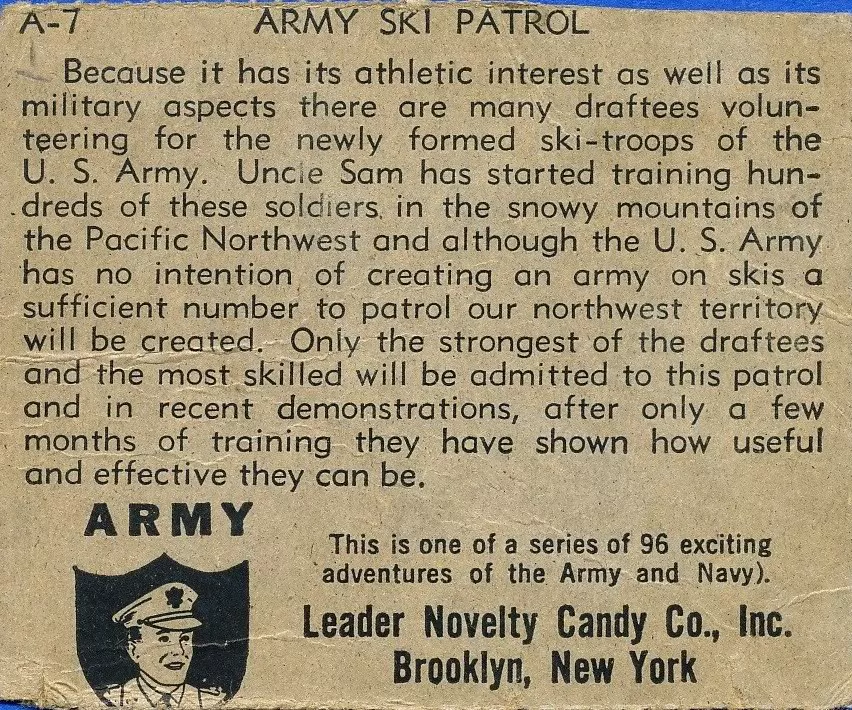 A-7 ARMY SKI PATROL
Because it has its athletic interest as well as its
military aspects there are many draftees volun-
teering for the newly formed ski-troops of the
U. S. Army. Uncle Sam has started training hun-
dreds of these soldiers in the snowy mountains of
the Pacific Northwest and although the U. S. Army
has no intention of creating an army on skis a
sufficient number to patrol our northwest territory
will be created. Only the strongest of the draftees
and the most skilled will be admitted to this patrol
and in recent demonstrations, after only a few
months of training they have shown how useful
and effective they can be.
ARMY
This is one of a series of 96 exciting
adventures of the Army and Navy).
Leader Novelty Candy Co., Inc.
Brooklyn, New York